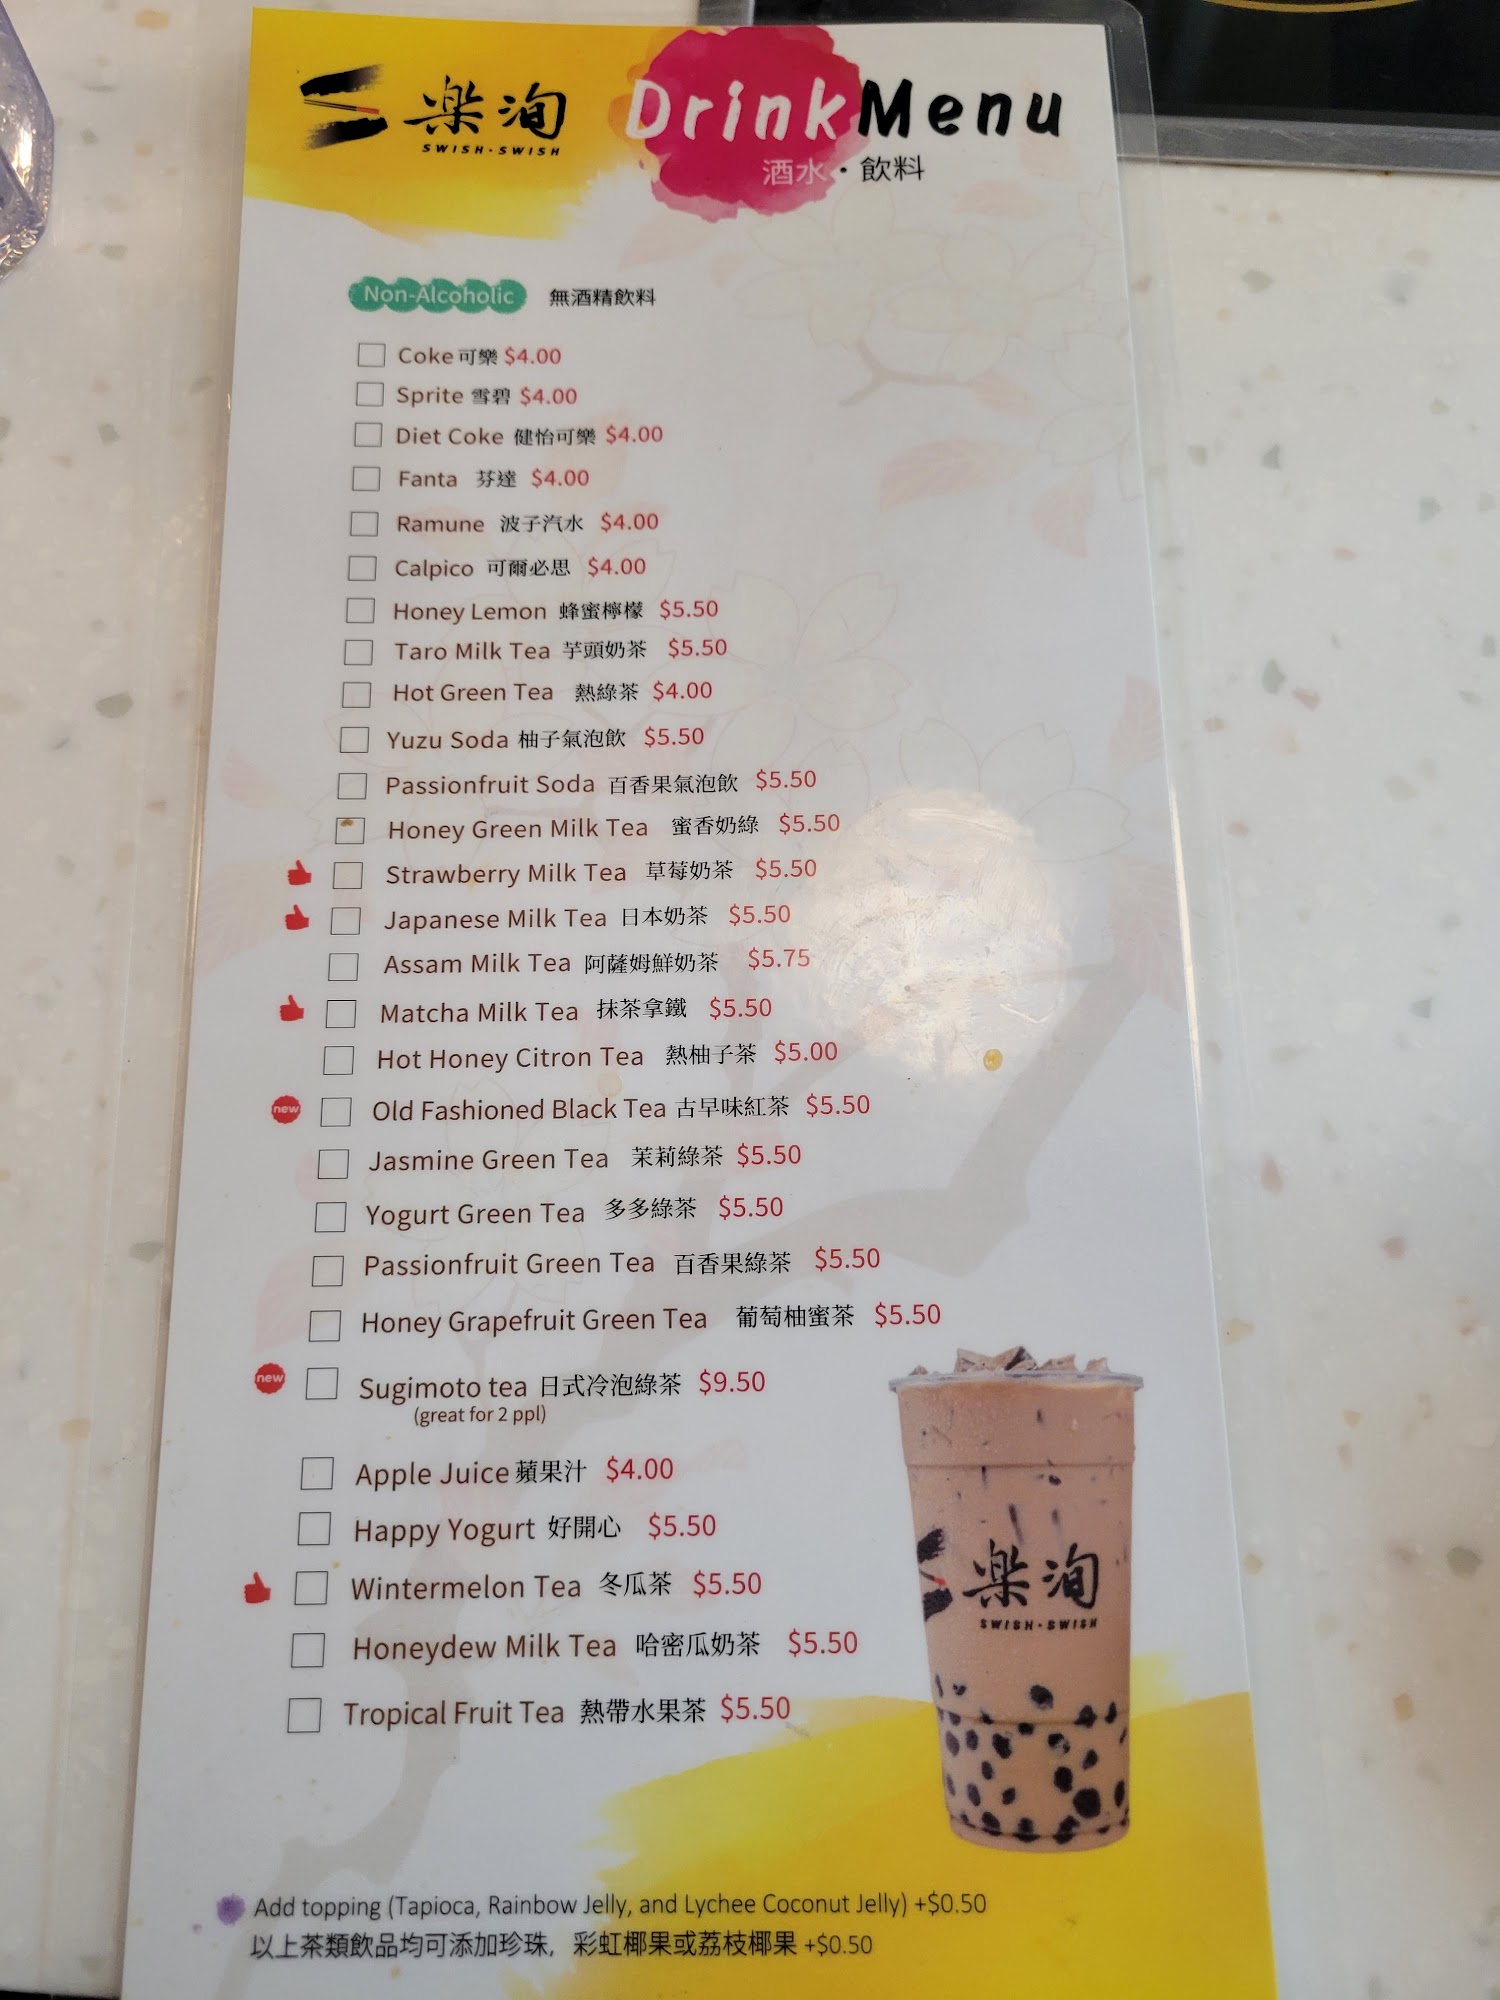 楽洵
SWISH·SWISH
DrinkMenu
酒水・飲料
Non-Alcoholic 無酒精飲料
Coke 可樂 $4.00
Sprite 雪碧 $4.00
Diet Coke 健怡可樂 $4.00
Fanta 芬達 $4.00
Ramune 波子汽水 $4.00
Calpico 可爾必思 $4.00
Honey Lemon 蜂蜜檸檬 $5.50
Taro Milk Tea 芋頭奶茶 $5.50
Hot Green Tea 熱綠茶 $4.00
Yuzu Soda 柚子氣泡飲 $5.50
Passionfruit Soda 百香果氣泡飲 $5.50
Honey Green Milk Tea 蜜香奶綠 $5.50
Strawberry Milk Tea 草莓奶茶 $5.50
Japanese Milk Tea 日本奶茶 $5.50
Assam Milk Tea 阿薩姆鮮奶茶 $5.75
Matcha Milk Tea 抹茶拿鐵 $5.50
Hot Honey Citron Tea 熱柚子茶 $5.00
new Old Fashioned Black Tea 古早味紅茶 $5.50
Jasmine Green Tea 茉莉綠茶 $5.50
Yogurt Green Tea 多多綠茶 $5.50
Passionfruit Green Tea 百香果綠茶 $5.50
Honey Grapefruit Green Tea 葡萄柚蜜茶 $5.50
new Sugimoto tea 日式冷泡綠茶 $9.50
(great for 2 ppl)
Apple Juice 蘋果汁 $4.00
Happy Yogurt 好開心 $5.50
Wintermelon Tea 冬瓜茶 $5.50
Honeydew Milk Tea 哈密瓜奶茶 $5.50
Tropical Fruit Tea 熱帶水果茶 $5.50
楽洵
SWISH·SWISH
Add topping (Tapioca, Rainbow Jelly, and Lychee Coconut Jelly) +$0.50
以上茶類飲品均可添加珍珠，彩虹椰果或荔枝椰果 +$0.50